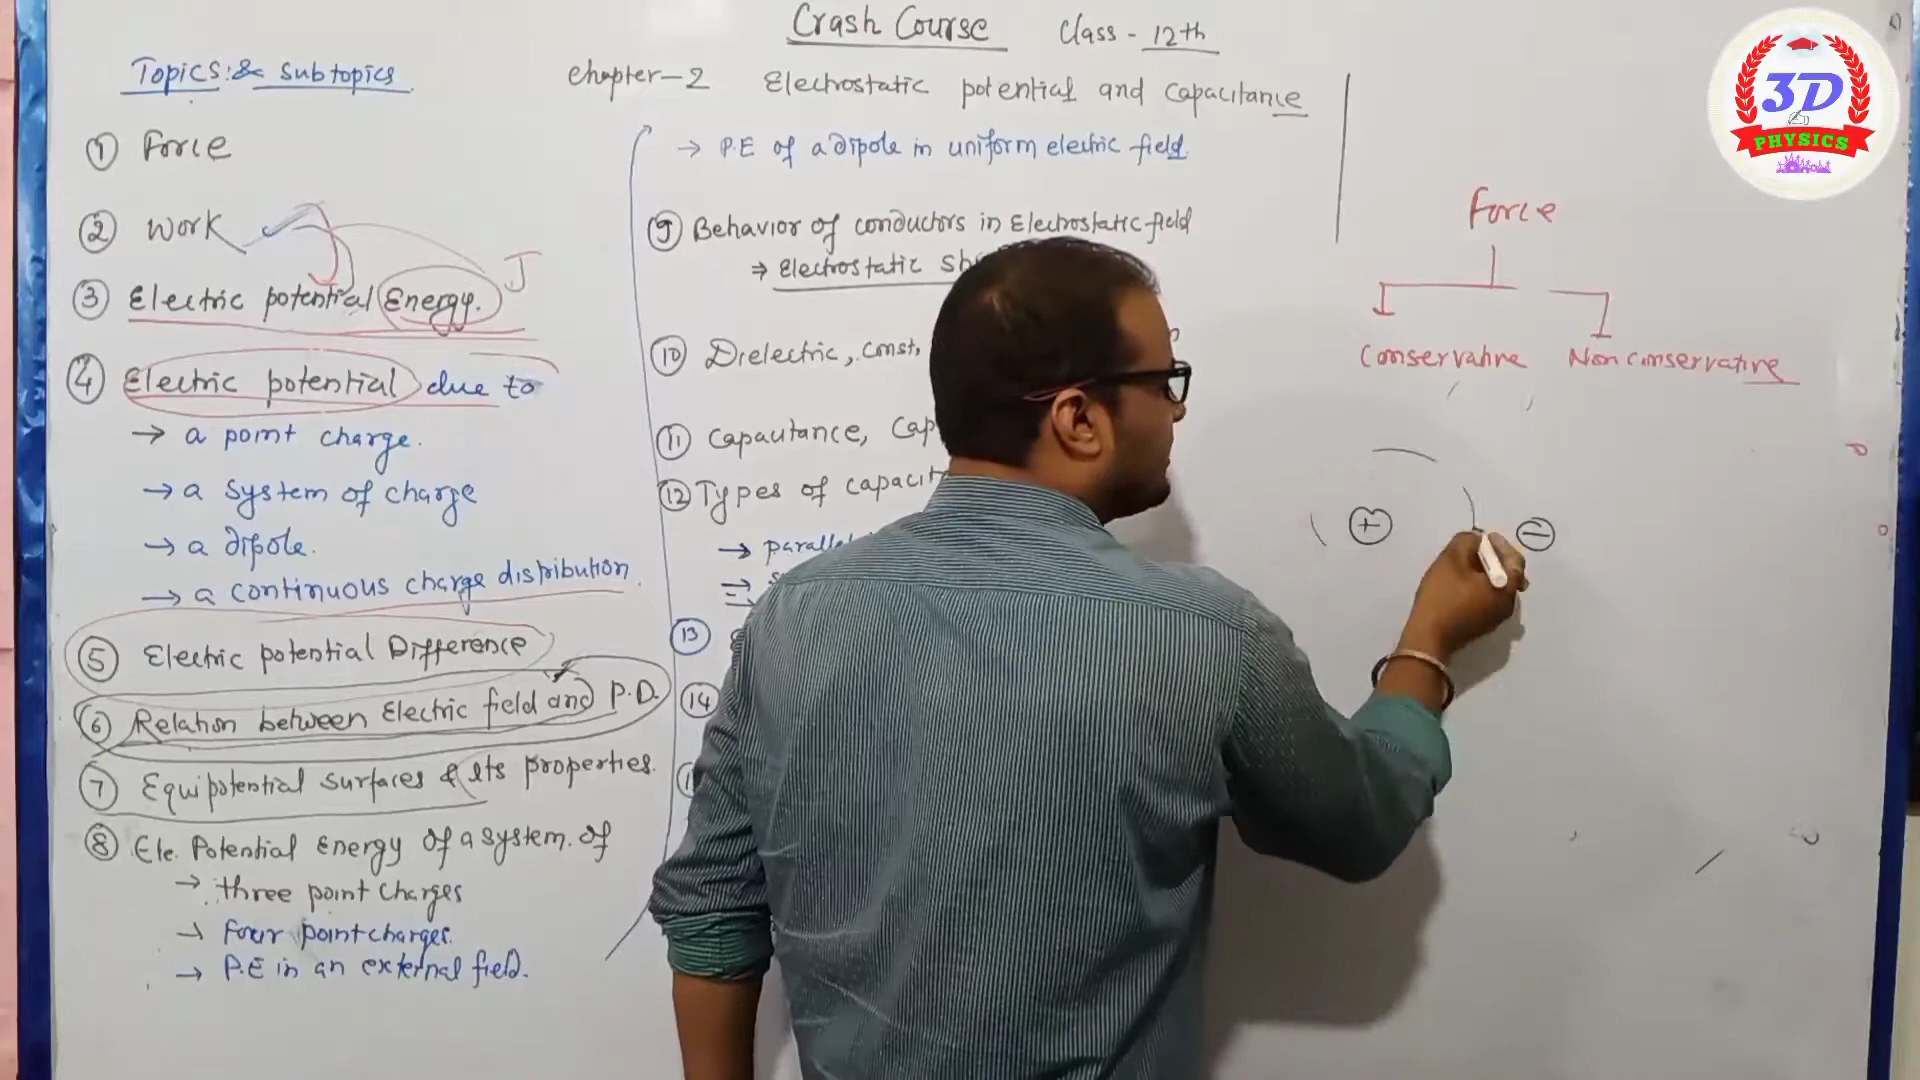 Crash Course Class - 12th
Chapter-2 Electrostatic potential and capacitance
Topics: & subtopics
① Force
② Work
J
③ Electric potential Energy.
④ Electric potential due to
→ a point charge.
→ a system of charge
→ a dipole.
→ a continuous charge distribution
⑤ Electric potential Difference
⑥ Relation between Electric field and P.D.
⑦ Equipotential surfaces & its properties.
⑧ Ele. Potential Energy of a system of
→ three point charges
→ four point charges.
→ P.E in an external field.
→ P.E of a dipole in uniform electric field.
⑨ Behavior of conductors in Electrostatic field
⇒ Electrostatic
⑩ Dielectric, Const,
⑪ Capacitance,
⑫ Types of
→
⑬
⑭
Force
Conservative Non conservative
+ −
3D
PHYSICS